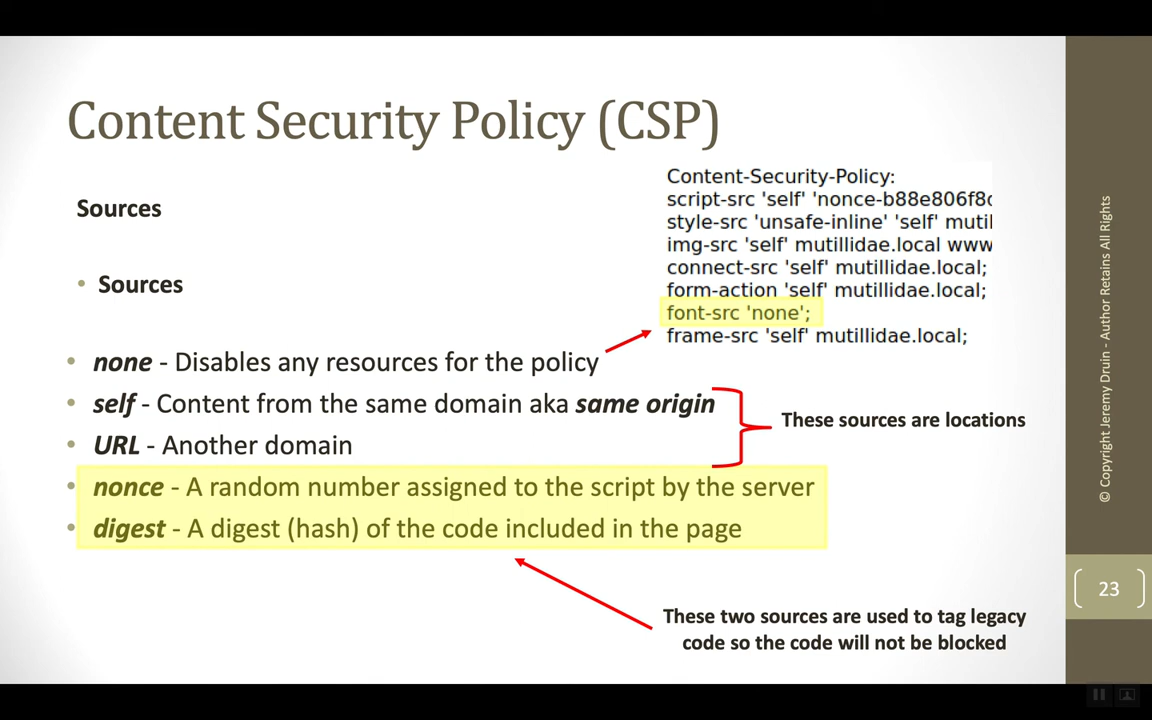 Content Security Policy (CSP)
Sources
• Sources
Content-Security-Policy:
script-src 'self' 'nonce-b88e806f8
style-src 'unsafe-inline' 'self' muti
img-src 'self' mutillidae.local www
connect-src 'self' mutillidae.local;
form-action 'self' mutillidae.local;
font-src 'none';
frame-src 'self' mutillidae.local;
• none - Disables any resources for the policy
• self - Content from the same domain aka same origin
• URL - Another domain
These sources are locations
• nonce - A random number assigned to the script by the server
• digest - A digest (hash) of the code included in the page
These two sources are used to tag legacy
code so the code will not be blocked
© Copyright Jeremy Druin - Author Retains All Rights
23